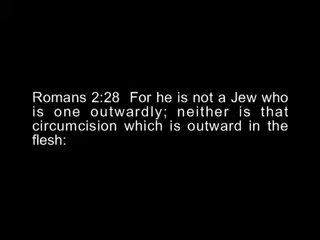 Romans 2:28  For he is not a Jew who
is one outwardly; neither is that
circumcision which is outward in the
flesh: